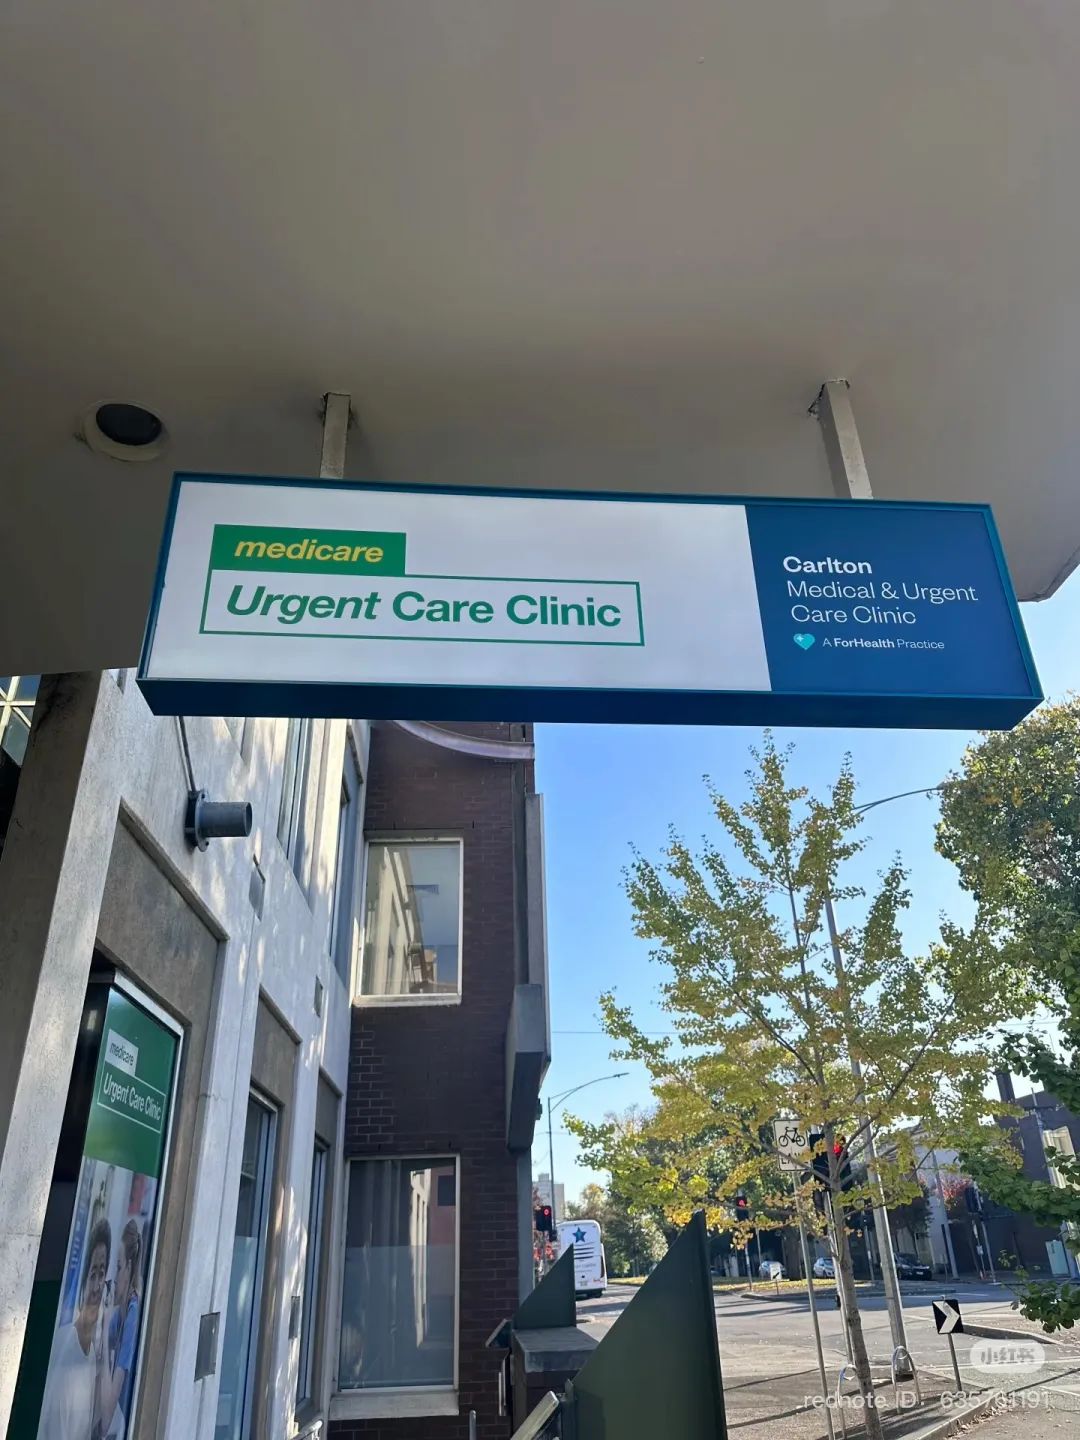 medicare
Urgent Care Clinic
Carlton
Medical & Urgent
Care Clinic
A ForHealth Practice
medicare
Urgent Care Clinic
小红书
rednote ID: 635761191